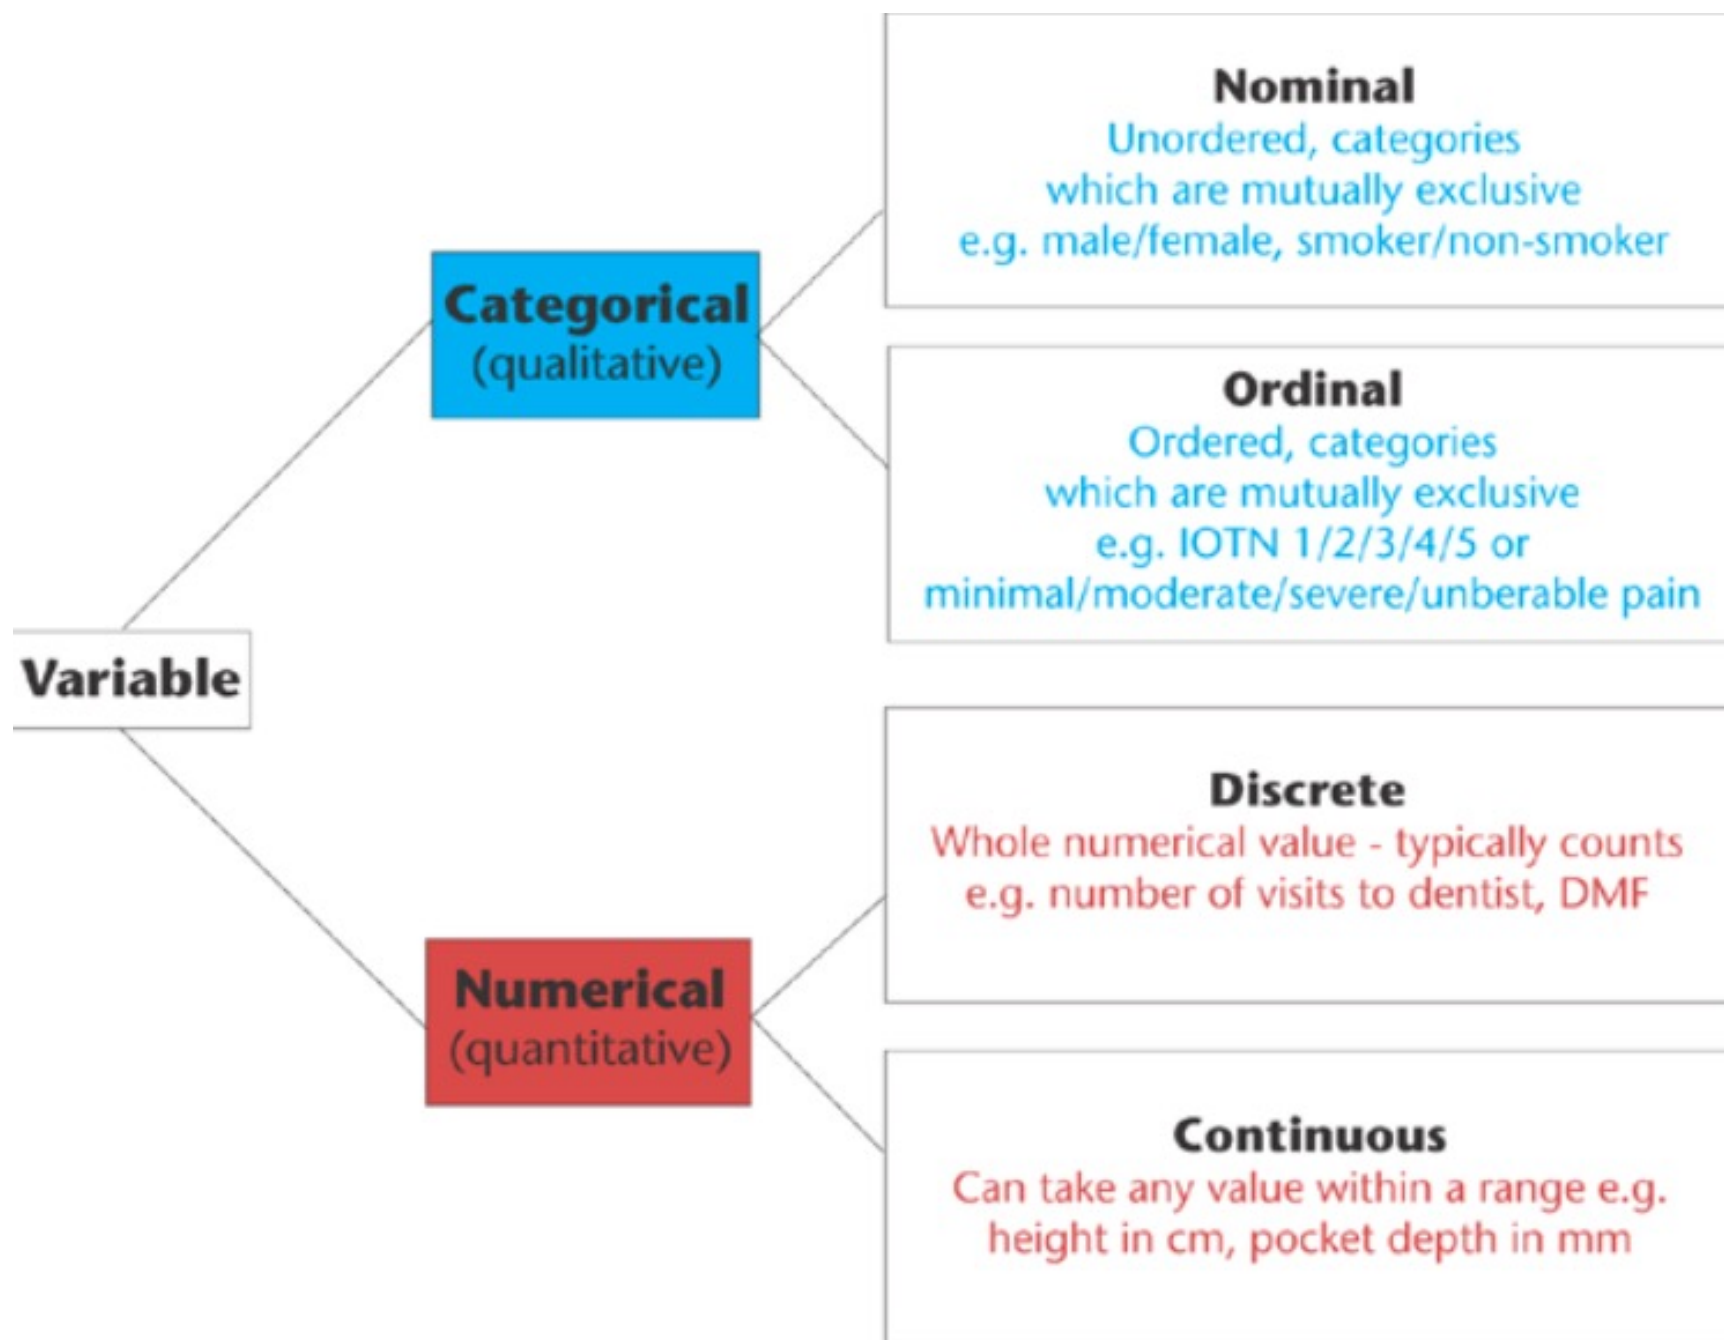 Nominal
Unordered, categories
which are mutually exclusive
e.g. male/female, smoker/non-smoker
Categorical
(qualitative)
Ordinal
Ordered, categories
which are mutually exclusive
e.g. IOTN 1/2/3/4/5 or
minimal/moderate/severe/unberable pain
Variable
Discrete
Whole numerical value - typically counts
e.g. number of visits to dentist, DMF
Numerical
(quantitative)
Continuous
Can take any value within a range e.g.
height in cm, pocket depth in mm